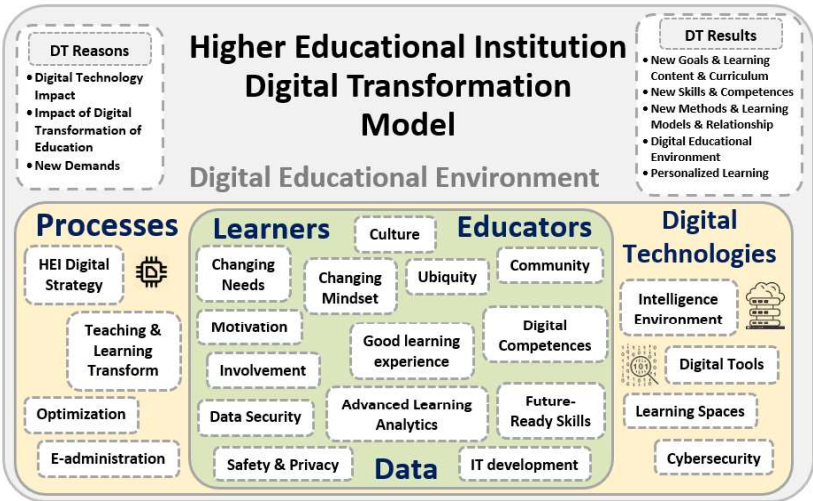 DT Reasons
• Digital Technology
Impact
• Impact of Digital
Transformation of
Education
• New Demands
Higher Educational Institution
Digital Transformation
Model
Digital Educational Environment
DT Results
• New Goals & Learning
Content & Curriculum
• New Skills & Competences
• New Methods & Learning
Models & Relationship
• Digital Educational
Environment
• Personalized Learning
Processes
HEI Digital
Strategy
D
Teaching &
Learning
Transform
Optimization
E-administration
Learners
Educators
Culture
Changing
Needs
Changing
Mindset
Ubiquity
Community
Motivation
Good learning
experience
Digital
Competences
Involvement
Data Security
Advanced Learning
Analytics
Future-
Ready Skills
Safety & Privacy
Data
IT development
Digital
Technologies
Intelligence
Environment
101
Digital Tools
Learning Spaces
Cybersecurity